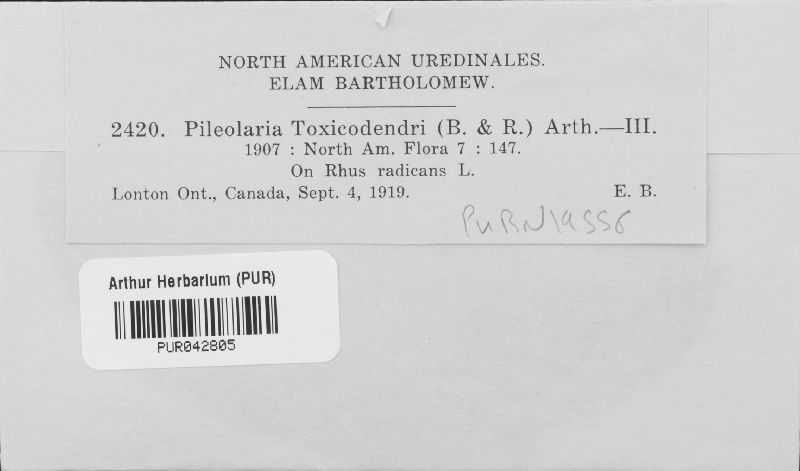 NORTH AMERICAN UREDINALES.
ELAM BARTHOLOMEW.
2420. Pileolaria Toxicodendri (B. & R.) Arth.—III.
1907 : North Am. Flora 7 : 147.
On Rhus radicans L.
Lonton Ont., Canada, Sept. 4, 1919. E. B.
PURN19556
Arthur Herbarium (PUR)
PUR042805